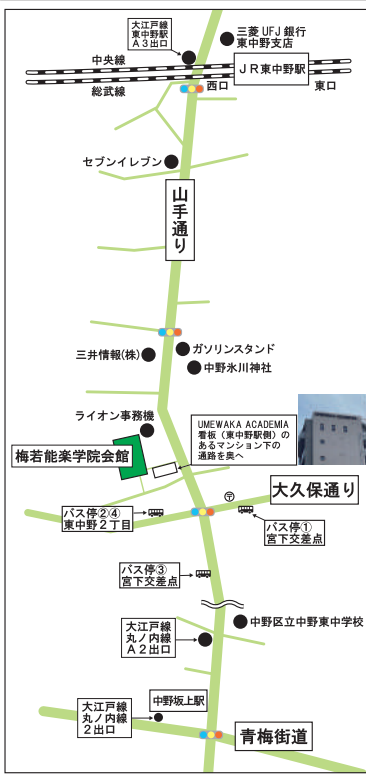 大江戸線
東中野駅
A3出口
三菱UFJ銀行
東中野支店
中央線
総武線
JR東中野駅
西口
東口
セブンイレブン
山手通り
三井情報(株)
ガソリンスタンド
中野氷川神社
ライオン事務機
梅若能楽学院会館
UMEWAKA ACADEMIA
看板（東中野駅側）の
あるマンション下の
通路を奥へ
大久保通り
〒
バス停②④
東中野2丁目
バス停①
宮下交差点
バス停③
宮下交差点
中野区立中野東中学校
大江戸線
丸ノ内線
A2出口
大江戸線
丸ノ内線
2出口
中野坂上駅
青梅街道